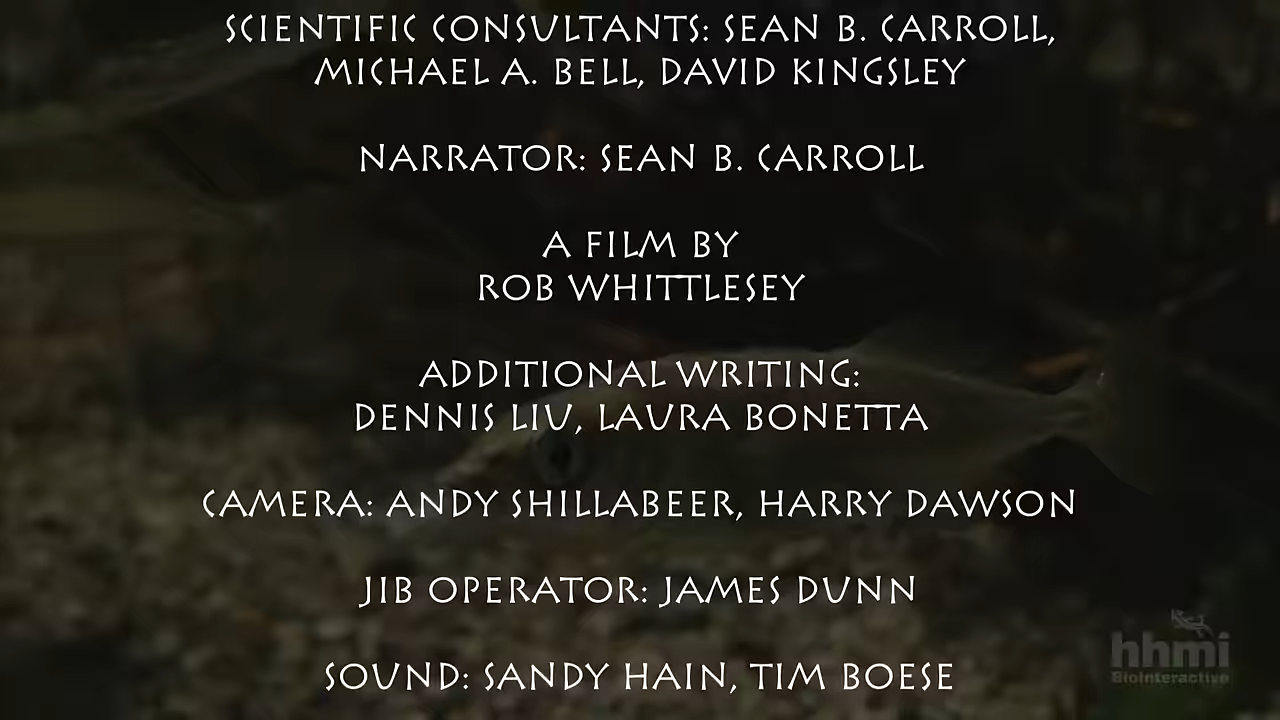 SCIENTIFIC CONSULTANTS: SEAN B. CARROLL,
MICHAEL A. BELL, DAVID KINGSLEY
NARRATOR: SEAN B. CARROLL
A FILM BY
ROB WHITTLESEY
ADDITIONAL WRITING:
DENNIS LIU, LAURA BONETTA
CAMERA: ANDY SHILLABEER, HARRY DAWSON
JIB OPERATOR: JAMES DUNN
SOUND: SANDY HAIN, TIM BOESE
hhmi
BioInteractive